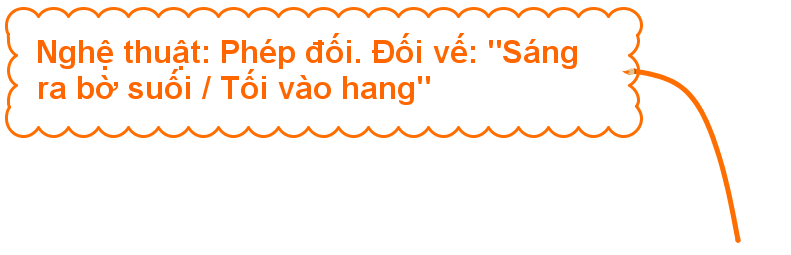 Nghệ thuật: Phép đối. Đối vế: "Sáng
ra bờ suối / Tối vào hang"